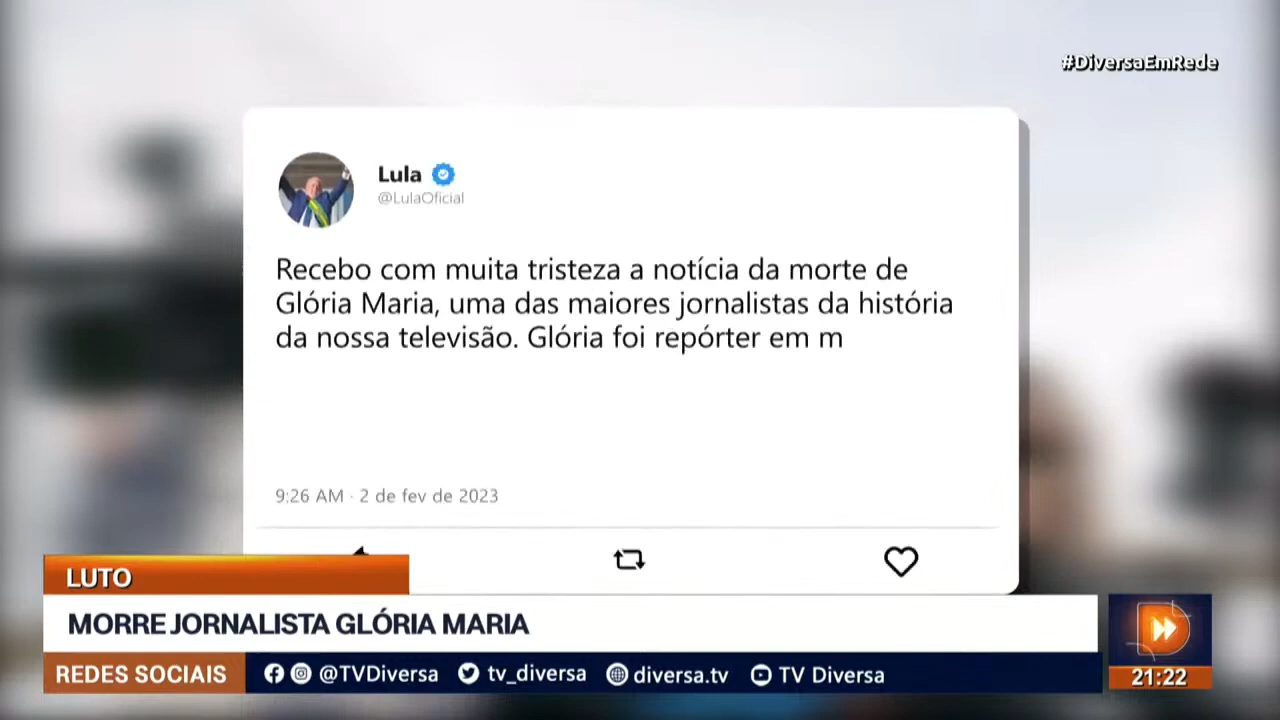 #DiversaEmRede
Lula
@LulaOficial
Recebo com muita tristeza a notícia da morte de
Glória Maria, uma das maiores jornalistas da história
da nossa televisão. Glória foi repórter em m
9:26 AM · 2 de fev de 2023
LUTO
MORRE JORNALISTA GLÓRIA MARIA
REDES SOCIAIS @TVDiversa tv_diversa diversa.tv TV Diversa
21:22